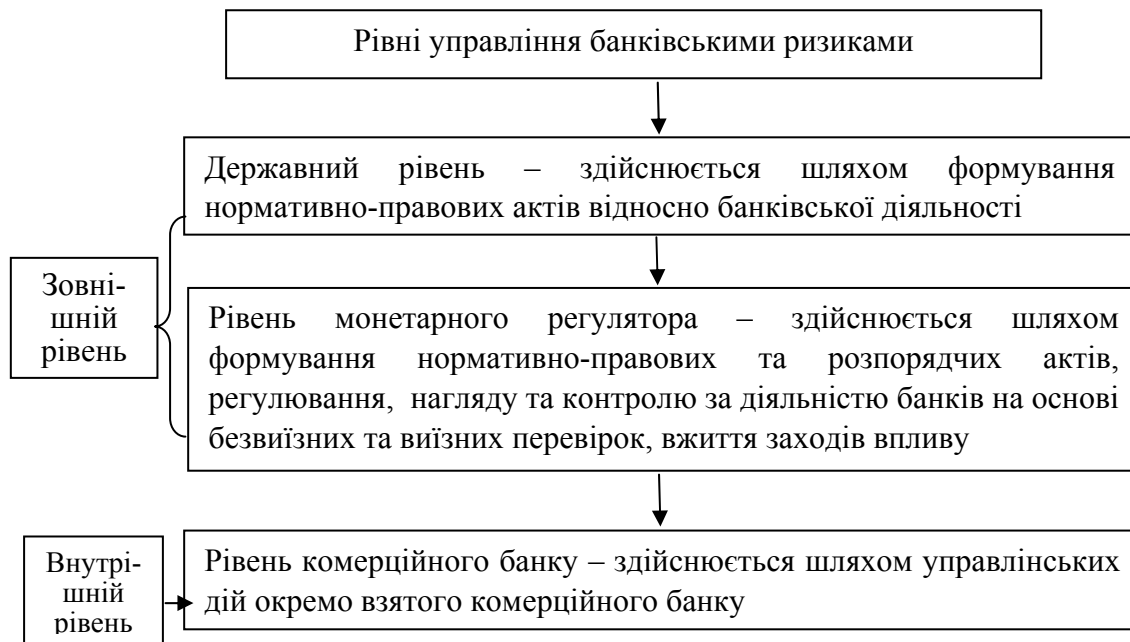 Рівні управління банківськими ризиками
Державний рівень – здійснюється шляхом формування
нормативно-правових актів відносно банківської діяльності
Зовні-
шній
рівень
Рівень монетарного регулятора – здійснюється шляхом
формування нормативно-правових та розпорядчих актів,
регулювання, нагляду та контролю за діяльністю банків на основі
безвиїзних та виїзних перевірок, вжиття заходів впливу
Внутрі-
шній
рівень
Рівень комерційного банку – здійснюється шляхом управлінських
дій окремо взятого комерційного банку